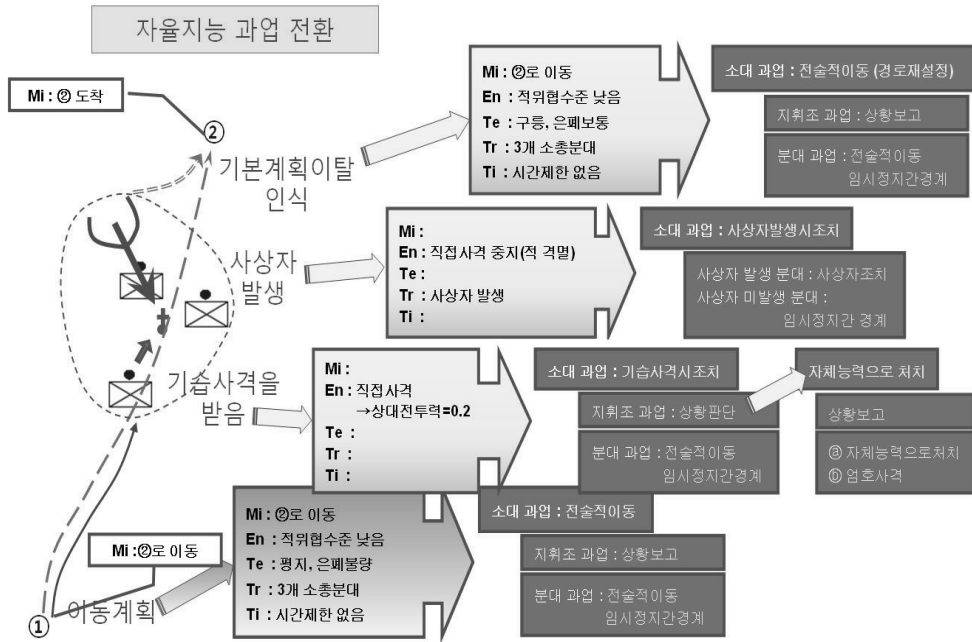 자율지능 과업 전환
Mi : ② 도착
②
기본계획이탈
인식
Mi : ②로 이동
En : 적위협수준 낮음
Te : 구릉, 은폐보통
Tr : 3개 소총분대
Ti : 시간제한 없음
소대 과업 : 전술적이동 (경로재설정)
지휘조 과업 : 상황보고
분대 과업 : 전술적이동
임시정지간경계
사상자
발생
Mi :
En : 직접사격 중지(적 격멸)
Te :
Tr : 사상자 발생
Ti :
소대 과업 : 사상자발생시조치
사상자 발생 분대 : 사상자조치
사상자 미발생 분대 :
임시정지간 경계
기습사격을
받음
Mi :
En : 직접사격
→상대전투력=0.2
Te :
Tr :
Ti :
소대 과업 : 기습사격시조치
지휘조 과업 : 상황판단
분대 과업 : 전술적이동
임시정지간경계
자체능력으로 처치
상황보고
ⓐ 자체능력으로처치
ⓑ 엄호사격
Mi :②로 이동
①
이동계획
Mi : ②로 이동
En : 적위협수준 낮음
Te : 평지, 은폐불량
Tr : 3개 소총분대
Ti : 시간제한 없음
소대 과업 : 전술적이동
지휘조 과업 : 상황보고
분대 과업 : 전술적이동
임시정지간경계